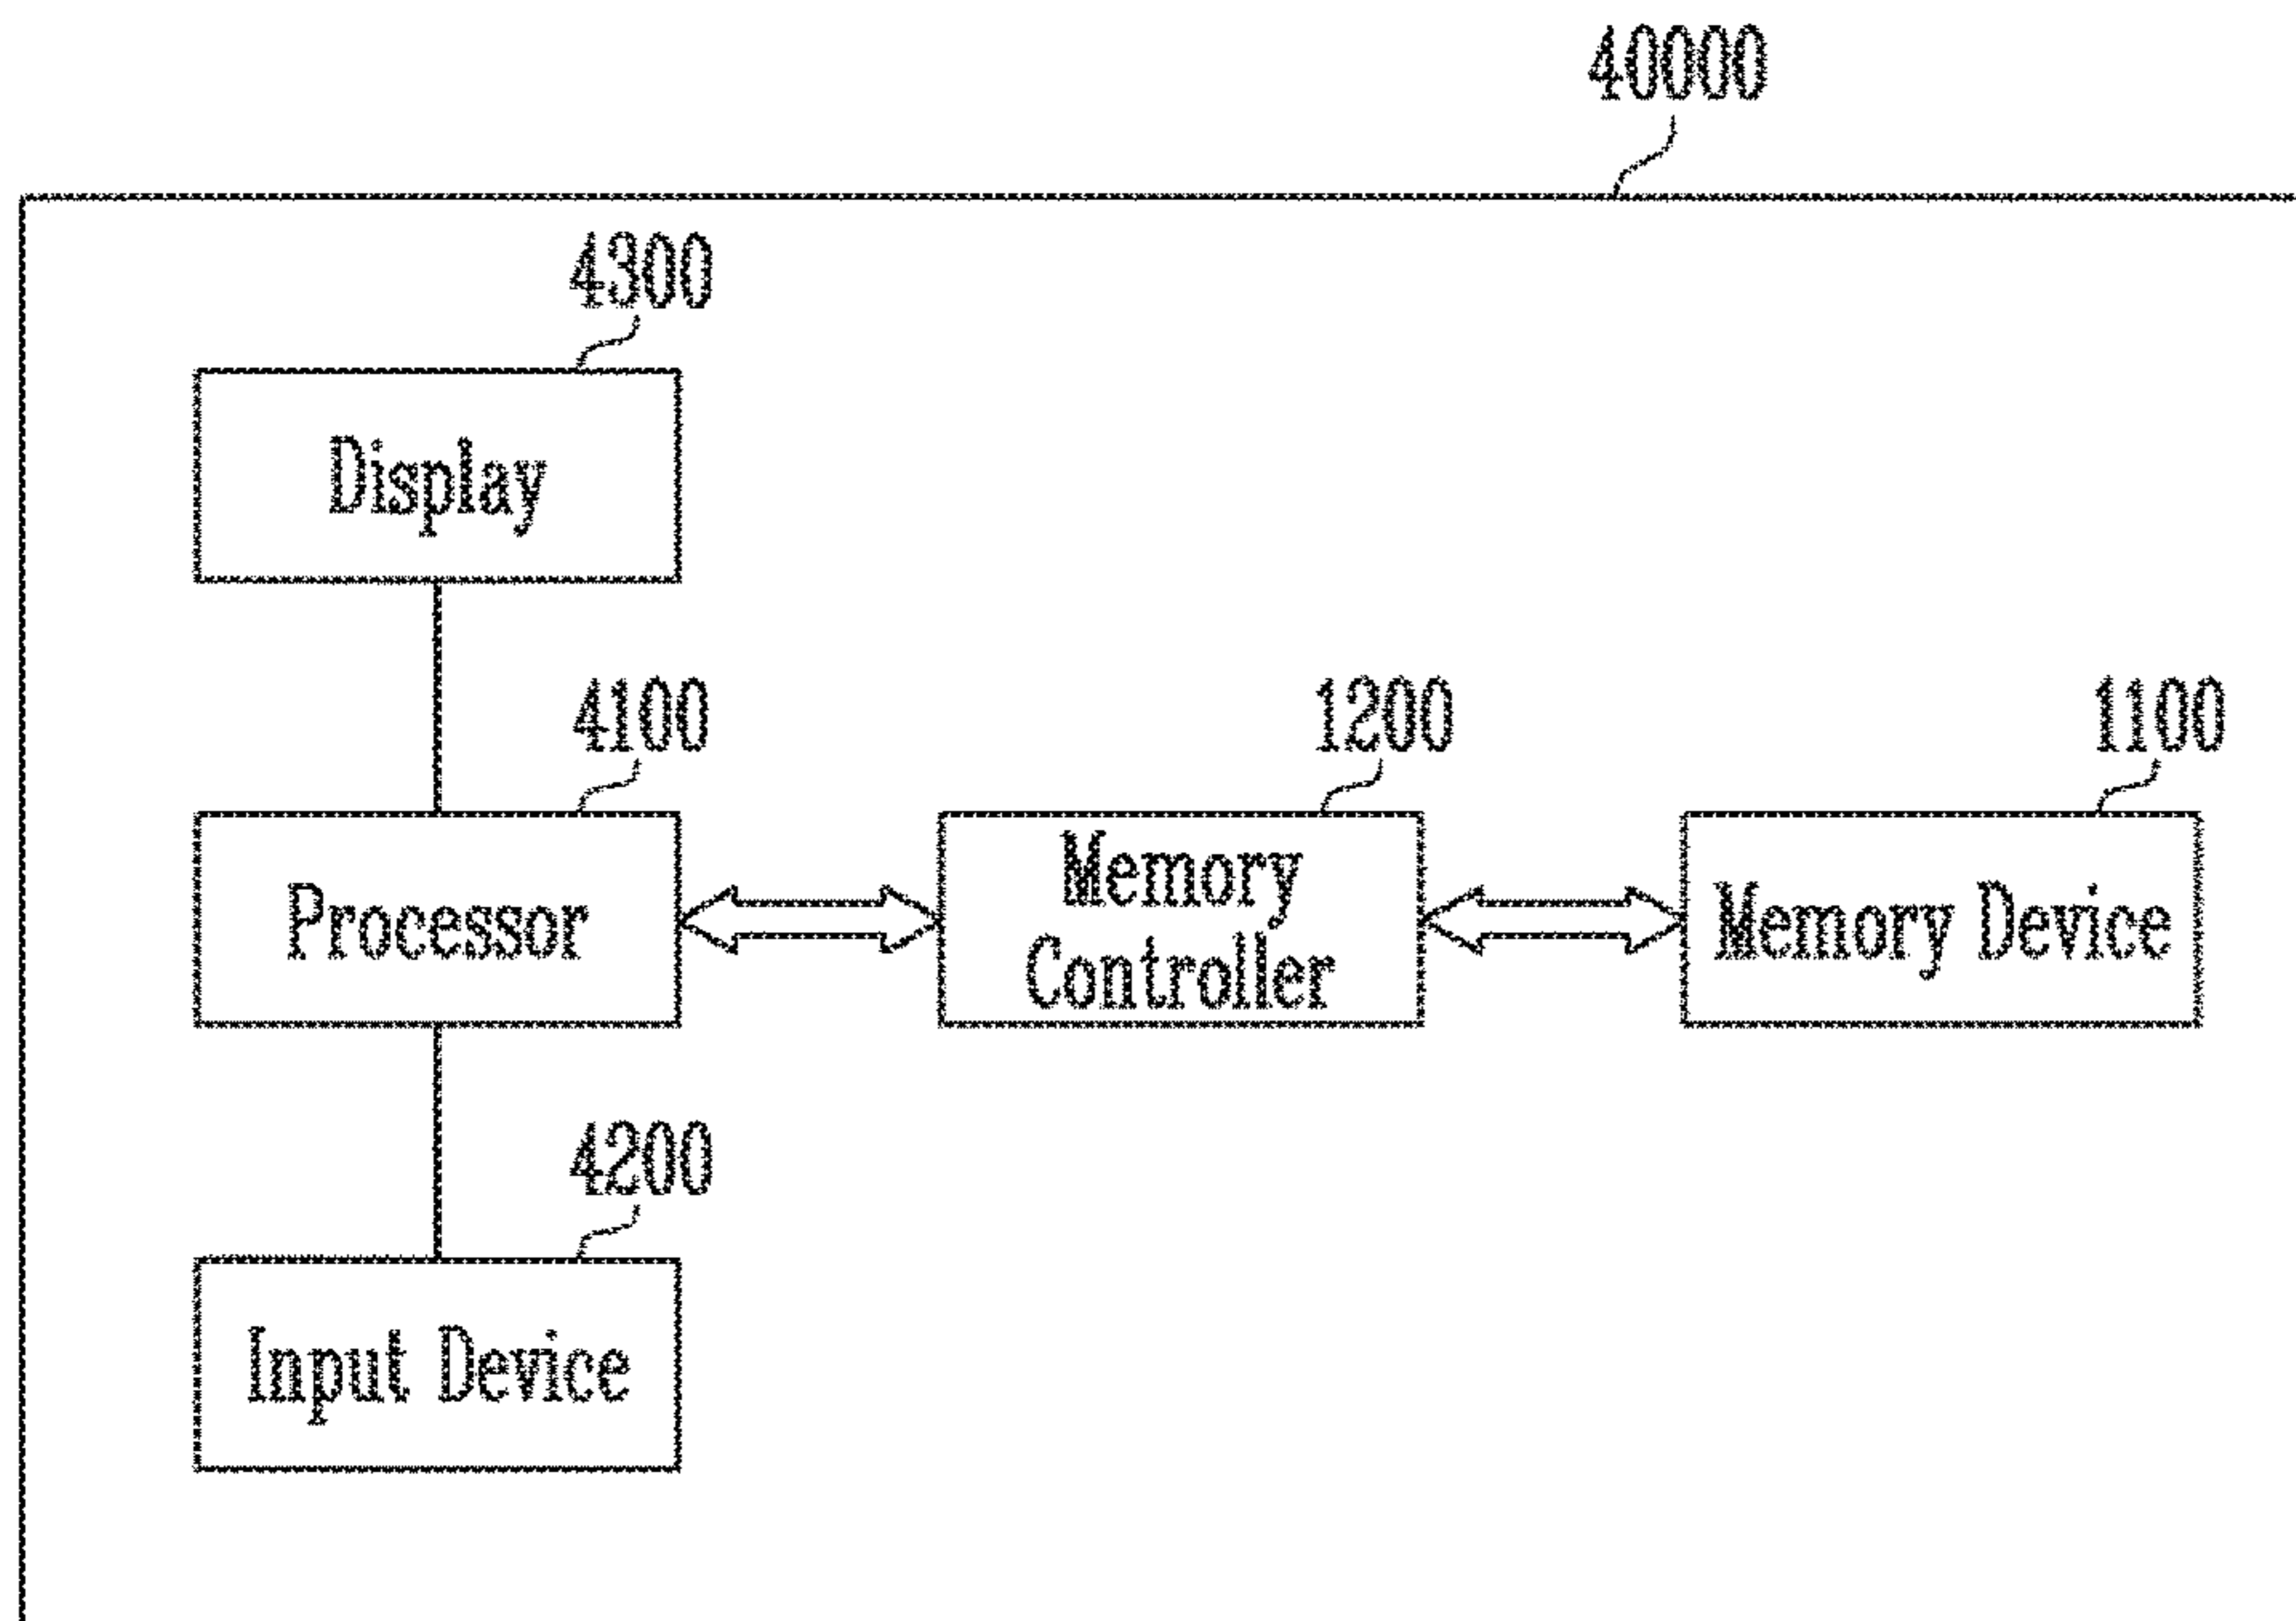 40000
4300
Display
4100
1200
1100
Processor
Memory
Controller
Memory Device
4200
Input Device